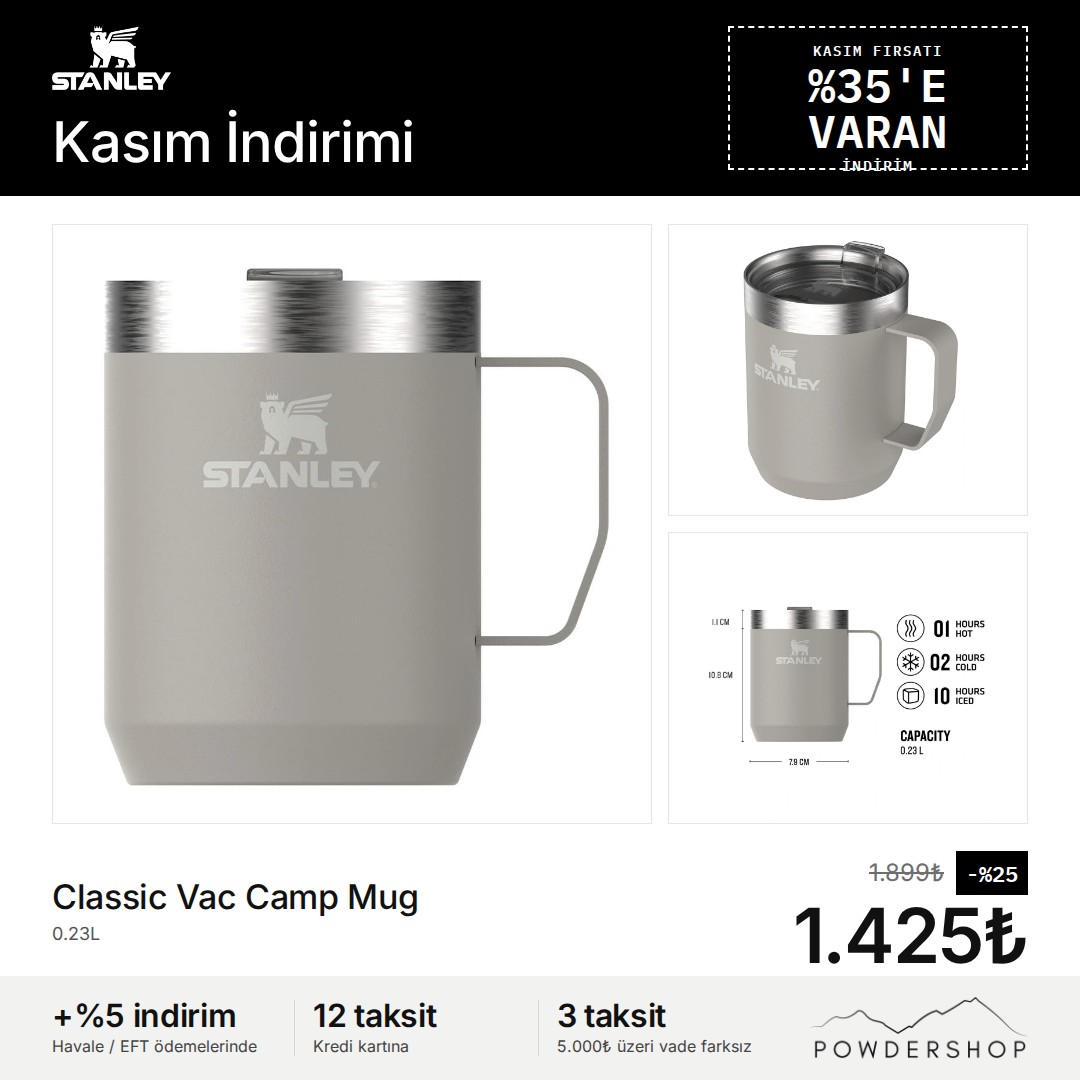 STANLEY
Kasım İndirimi
KASIM FIRSATI
%35'E
VARAN
İNDİRİM
STANLEY
STANLEY
1.1 CM
10.8 CM
STANLEY
7.9 CM
01 HOURS HOT
02 HOURS COLD
10 HOURS ICED
CAPACITY
0.23 L
Classic Vac Camp Mug
0.23L
1.899₺
-%25
1.425₺
+%5 indirim
Havale / EFT ödemelerinde
12 taksit
Kredi kartına
3 taksit
5.000₺ üzeri vade farksız
POWDERSHOP